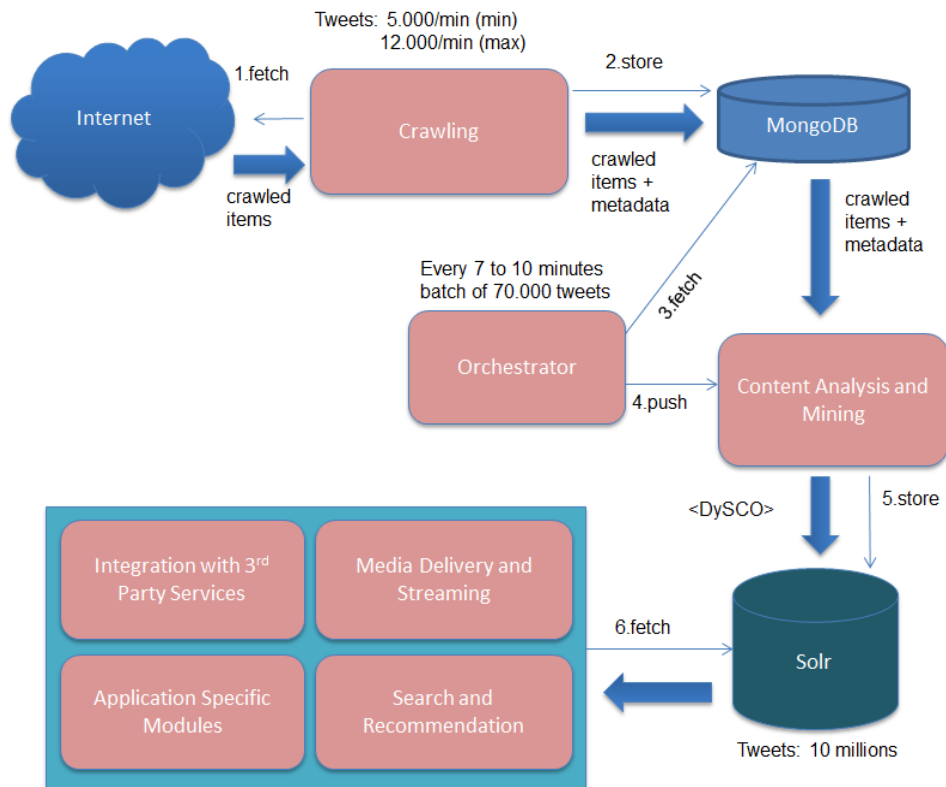 Tweets: 5.000/min (min)
12.000/min (max)
1.fetch
2.store
Internet
Crawling
MongoDB
crawled
items
crawled
items +
metadata
crawled
items +
metadata
Every 7 to 10 minutes
batch of 70.000 tweets
3.fetch
Orchestrator
4.push
Content Analysis and
Mining
<DySCO>
5.store
Integration with 3rd
Party Services
Media Delivery and
Streaming
6.fetch
Solr
Application Specific
Modules
Search and
Recommendation
Tweets: 10 millions